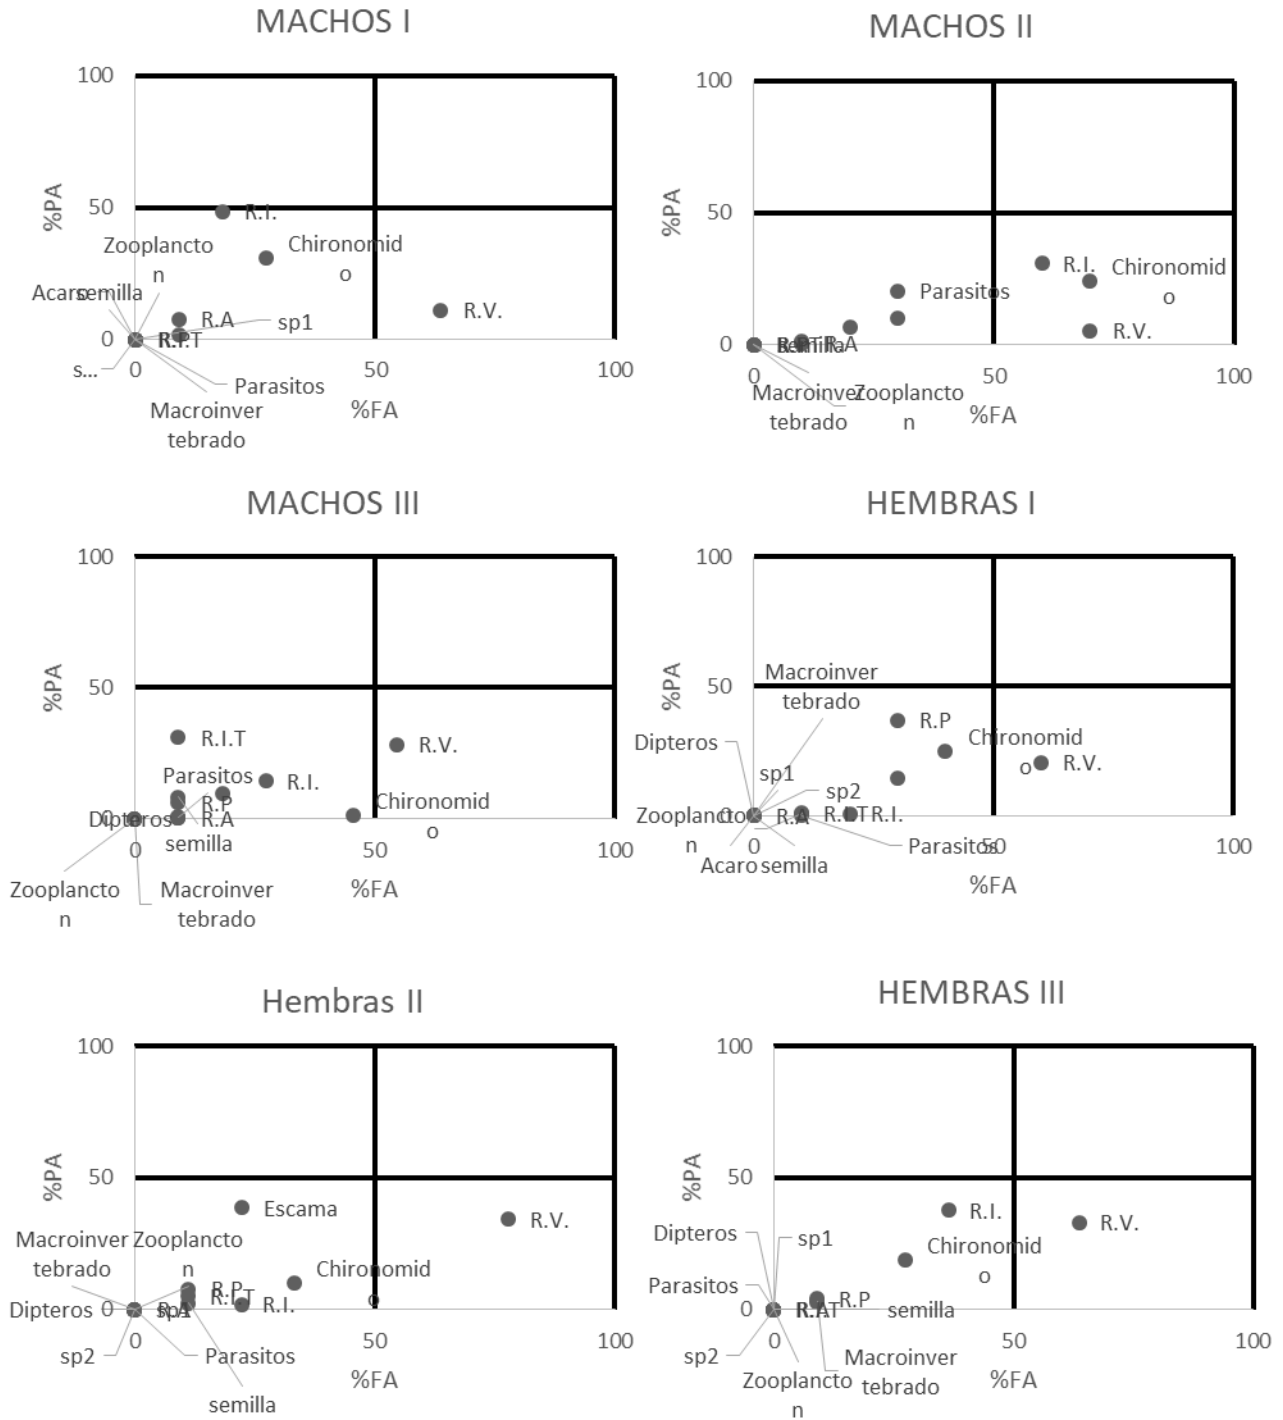 MACHOS I
100
%PA
50
R.I.
Zooplancto
n
Chironomid
o
Acaro
semilla
R.A
sp1
R.V.
0
R.I.T
s...
0
50
100
Parasitos
Macroinver
tebrado
%FA
MACHOS II
100
%PA
50
R.I.
Chironomid
o
Parasitos
R.V.
0
semilla
R.A
0
50
100
Macroinver
tebrado
Zooplancto
n
%FA
MACHOS III
100
%PA
50
R.I.T
R.V.
Parasitos
R.I.
R.P
Chironomid
o
Dipteros
R.A
semilla
0
50
100
Zooplancto
n
Macroinver
tebrado
%FA
HEMBRAS I
100
%PA
50
Macroinver
tebrado
R.P
Dipteros
Chironomid
o
R.V.
sp1
sp2
Zooplancto
n
R.A
R.I.T
R.I.
Acaro
semilla
Parasitos
50
100
%FA
Hembras II
100
%PA
50
Escama
R.V.
Macroinver
tebrado
Zooplancto
n
Chironomid
o
R.P
R.I.T
R.I.
Dipteros
0
R.A
sp1
0
50
100
sp2
Parasitos
%FA
semilla
HEMBRAS III
100
%PA
50
R.I.
R.V.
Dipteros
sp1
Chironomid
o
Parasitos
R.P
0
semilla
0
50
100
sp2
Macroinver
tebrado
Zooplancto
n
%FA